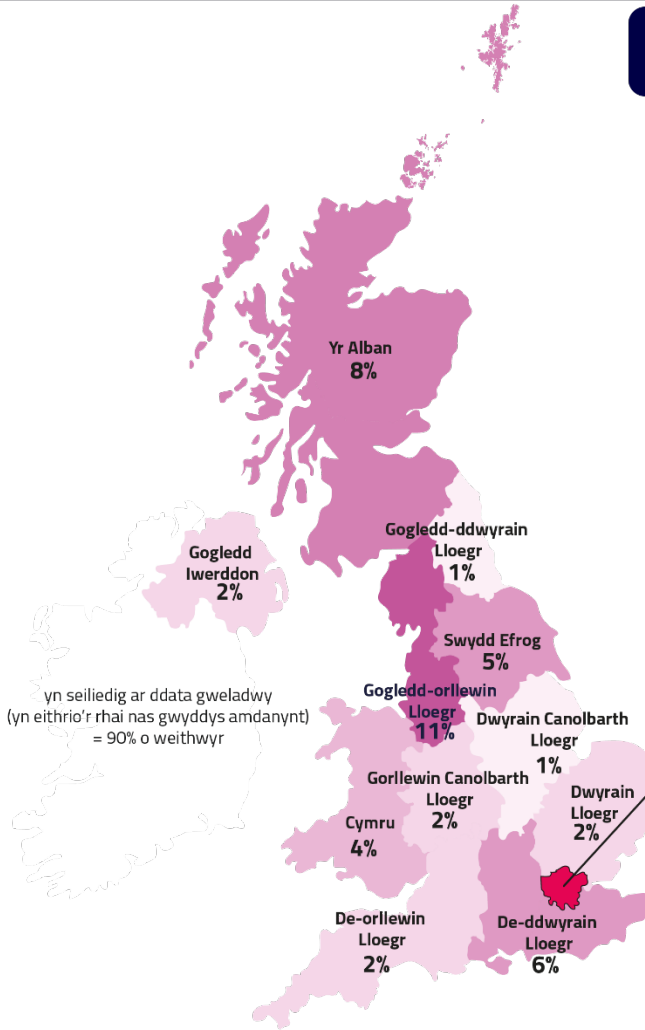 Yr Alban
8%
Gogledd-ddwyrain
Lloegr
1%
Gogledd
Iwerddon
2%
Swydd Efrog
5%
yn seiliedig ar ddata gweladwy
(yn eithrio'r rhai nas gwyddys amdanynt)
= 90% o weithwyr
Gogledd-orllewin
Lloegr
11%
Dwyrain Canolbarth
Lloegr
1%
Gorllewin Canolbarth
Lloegr
2%
Dwyrain
Lloegr
2%
Cymru
4%
De-orllewin
Lloegr
2%
De-ddwyrain
Lloegr
6%